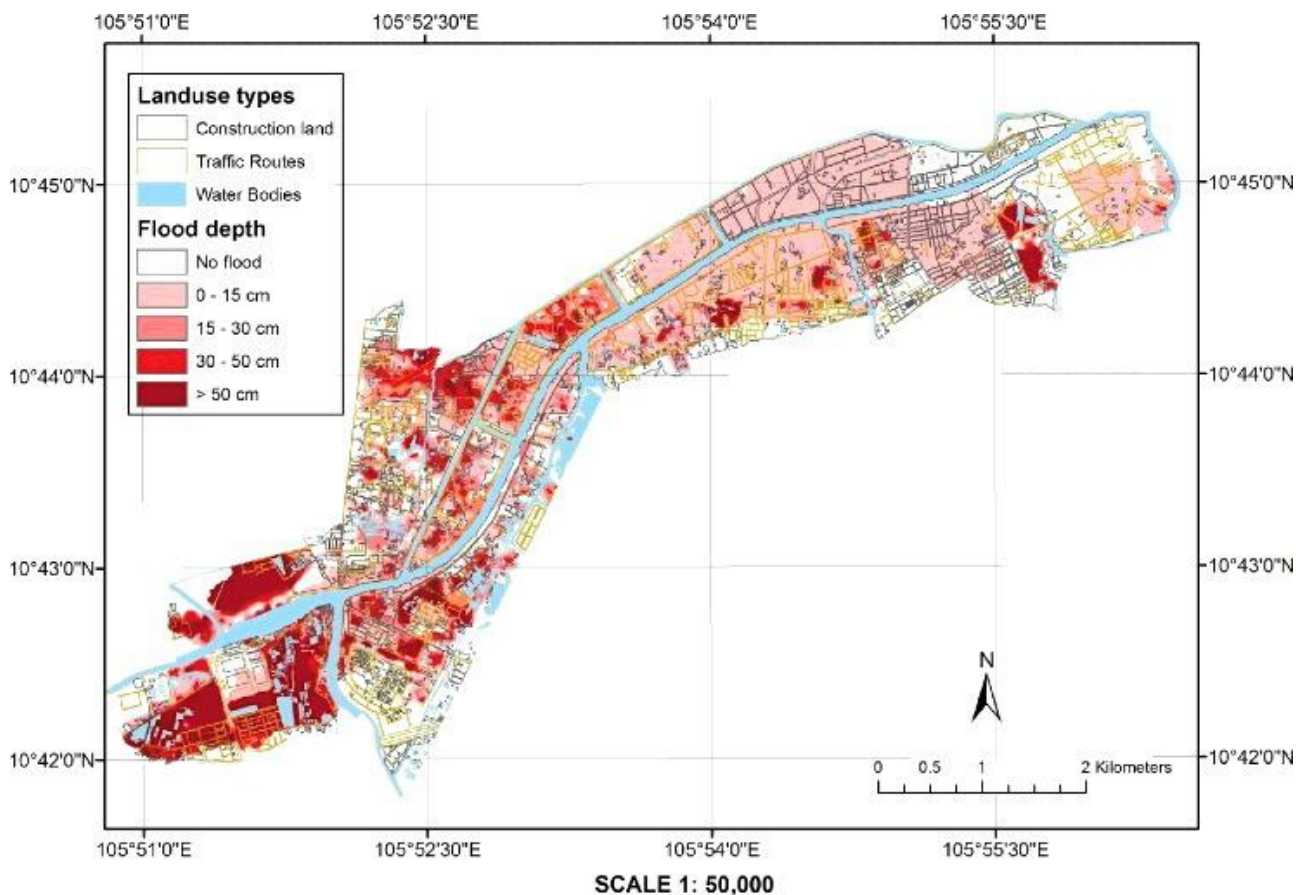 105°51'0"E
105°52'30"E
105°54'0"E
105°55'30"E
Landuse types
Construction land
Traffic Routes
Water Bodies
Flood depth
No flood
0 - 15 cm
15 - 30 cm
30 - 50 cm
> 50 cm
10°45'0"N
10°45'0"N
10°44'0"N
10°44'0"N
10°43'0"N
10°43'0"N
N
10°42'0"N
10°42'0"N
0 0.5 1 2 Kilometers
105°51'0"E
105°52'30"E
105°54'0"E
105°55'30"E
SCALE 1: 50,000